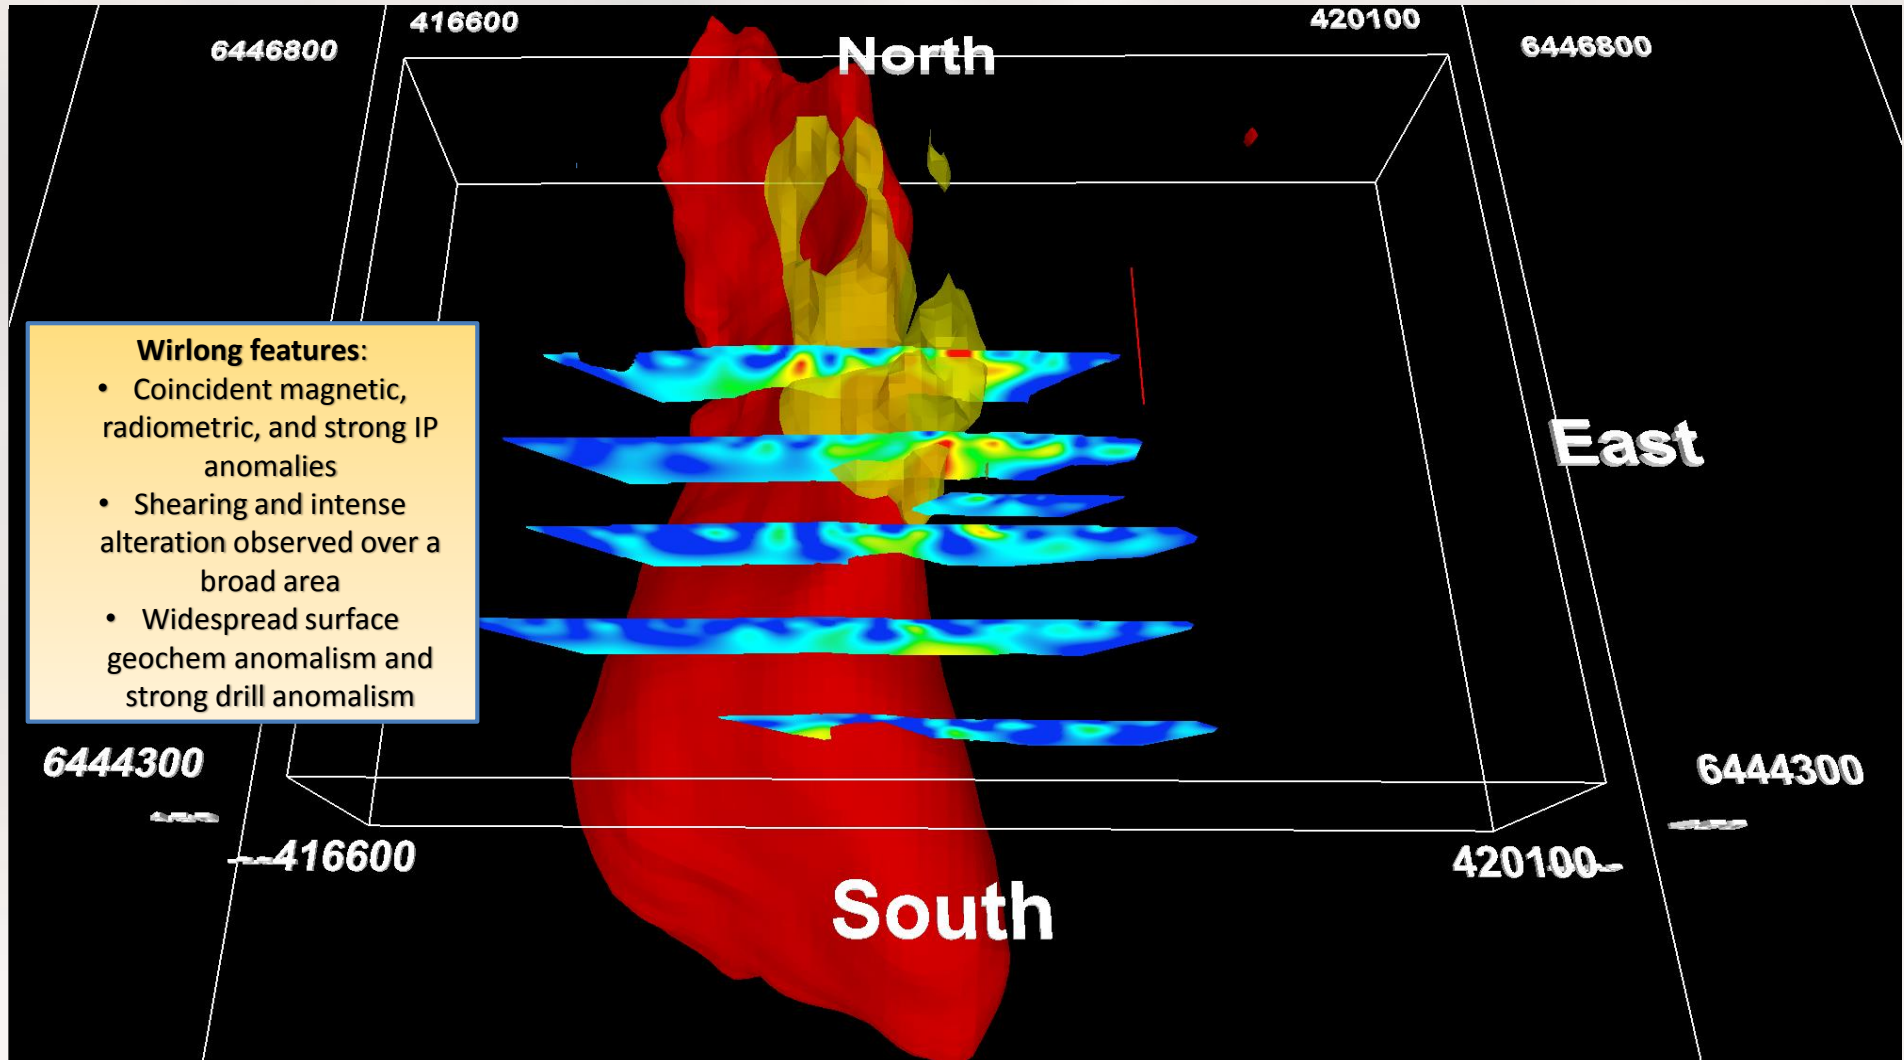 416600
420100
6446800
North
6446800
Wirlong features:
• Coincident magnetic,
radiometric, and strong IP
anomalies
• Shearing and intense
alteration observed over a
broad area
• Widespread surface
geochem anomalism and
strong drill anomalism
East
6444300
6444300
416600
420100
South